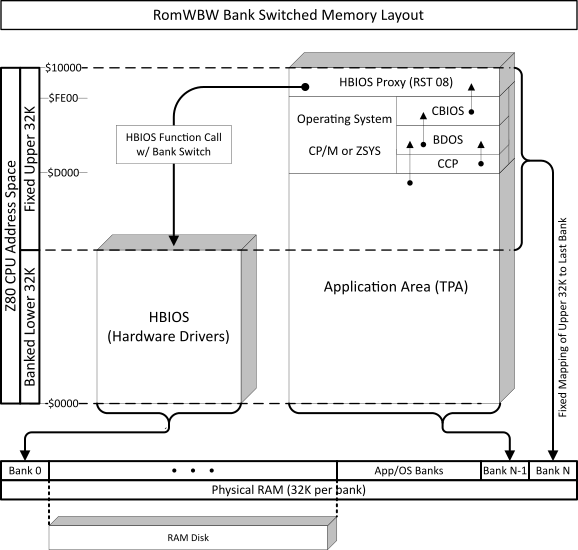 RomWBW Bank Switched Memory Layout
$10000
HBIOS Proxy (RST 08)
$FE00
CBIOS
Operating System
HBIOS Function Call
w/ Bank Switch
BDOS
CP/M or ZSYS
CCP
$D000
Z80 CPU Address Space
Fixed Upper 32K
Banked Lower 32K
HBIOS
(Hardware Drivers)
Application Area (TPA)
Fixed Mapping of Upper 32K to Last Bank
$0000
Bank 0
• • •
App/OS Banks
Bank N-1
Bank N
Physical RAM (32K per bank)
RAM Disk